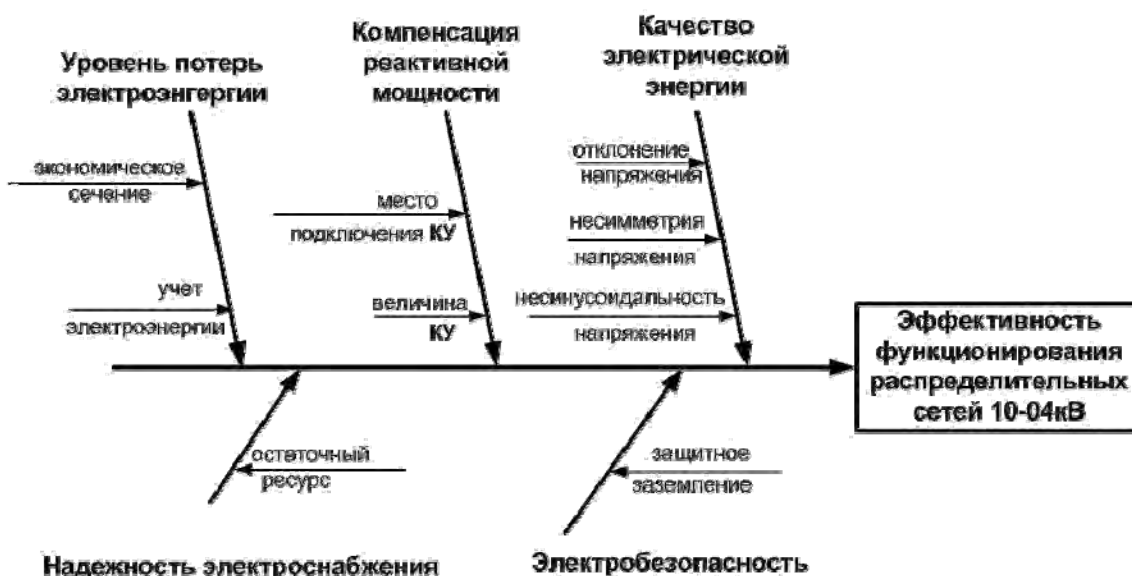 Уровень потерь
электроэнгергии
Компенсация
реактивной
мощности
Качество
электрической
энергии
экономическое
сечение
учет
электроэнергии
место
подключения КУ
величина
КУ
отклонение
напряжения
несимметрия
напряжения
несинусоидальность
напряжения
Эффективность
функционирования
распределительных
сетей 10-04кВ
остаточный
ресурс
защитное
заземление
Надежность электроснабжения
Электробезопасность